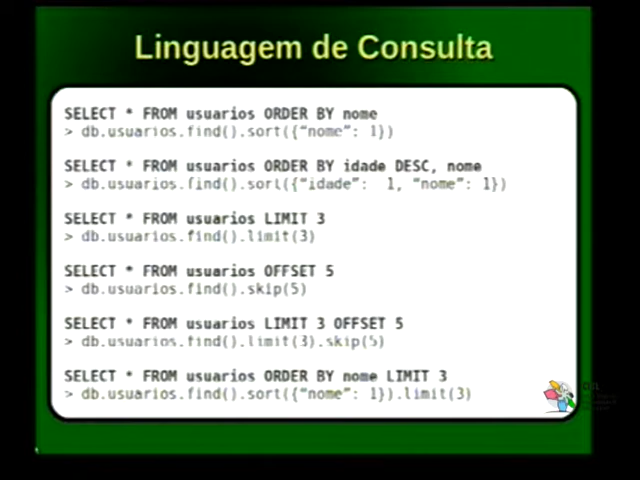 Linguagem de Consulta
SELECT * FROM usuarios ORDER BY nome
> db.usuarios.find().sort({“nome”: 1})
SELECT * FROM usuarios ORDER BY idade DESC, nome
> db.usuarios.find().sort({“idade”:  1, “nome”: 1})
SELECT * FROM usuarios LIMIT 3
> db.usuarios.find().limit(3)
SELECT * FROM usuarios OFFSET 5
> db.usuarios.find().skip(5)
SELECT * FROM usuarios LIMIT 3 OFFSET 5
> db.usuarios.find().limit(3).skip(5)
SELECT * FROM usuarios ORDER BY nome LIMIT 3
> db.usuarios.find().sort({“nome”: 1}).limit(3)